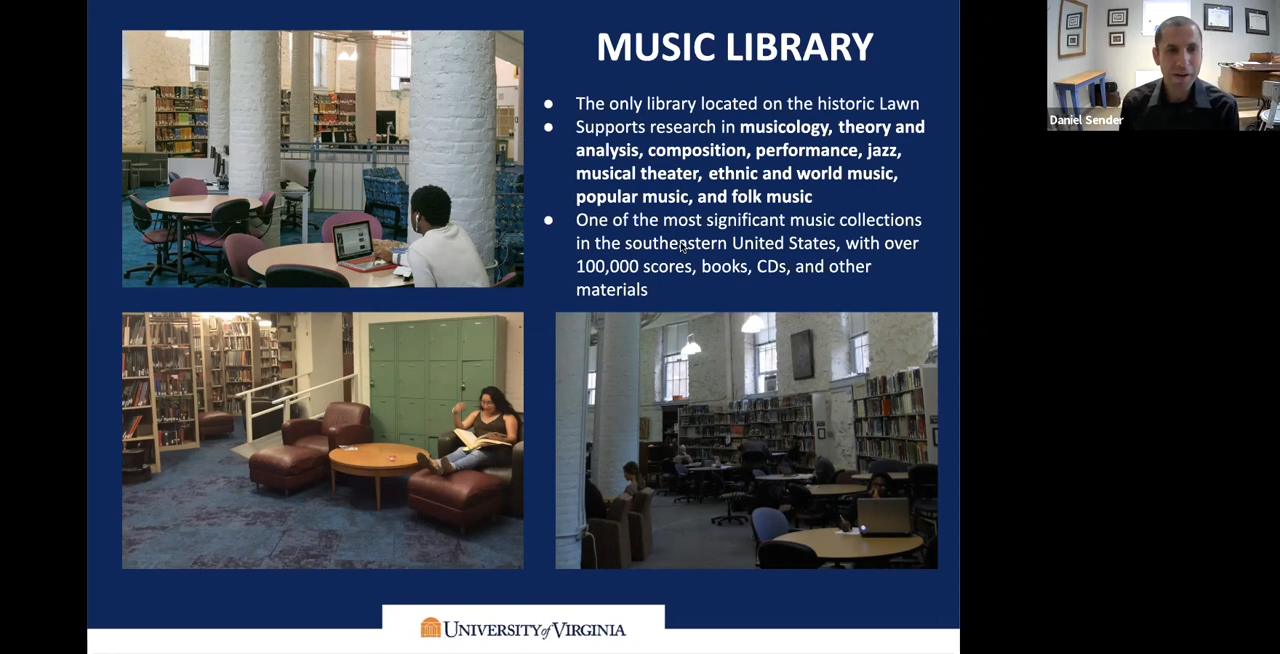 MUSIC LIBRARY
● The only library located on the historic Lawn
● Supports research in musicology, theory and
analysis, composition, performance, jazz,
musical theater, ethnic and world music,
popular music, and folk music
● One of the most significant music collections
in the southeastern United States, with over
100,000 scores, books, CDs, and other
materials
UNIVERSITY of VIRGINIA
Daniel Sender